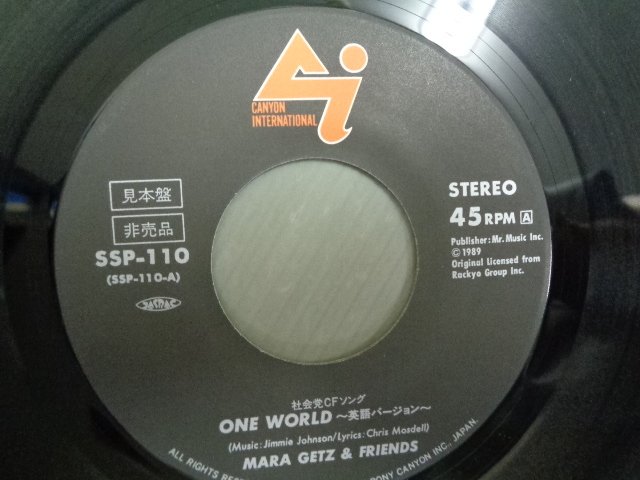 CANYON
INTERNATIONAL
見本盤
非売品
SSP-110
(SSP-110-A)
STEREO
45 RPM A
Publisher: Mr. Music Inc.
© 1989
Original Licensed from
Rockyo Group Inc.
社会党CFソング
ONE WORLD ～英語バージョン～
(Music: Jimmie Johnson/Lyrics: Chris Mosdell)
MARA GETZ & FRIENDS
ALL RIGHTS
PONY CANYON INC., JAPAN.